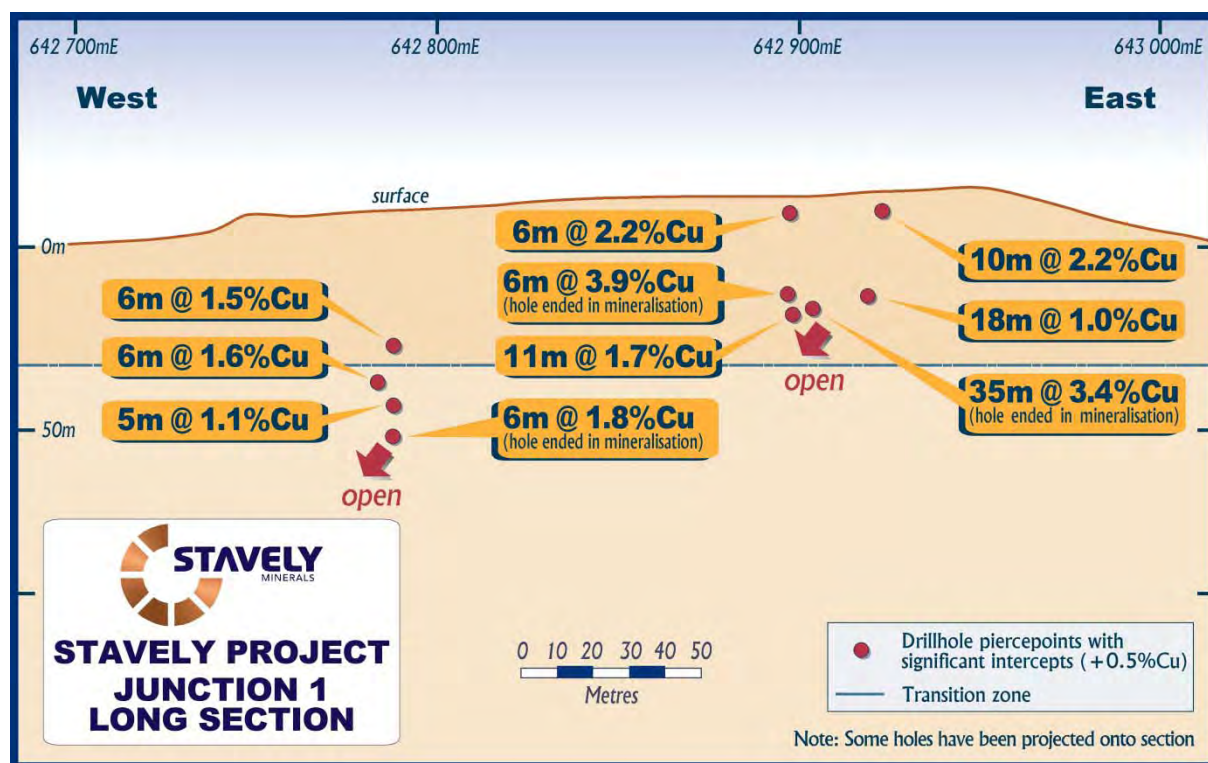 642 700mE
642 800mE
642 900mE
643 000mE
West
East
surface
0m
6m @ 2.2%Cu
10m @ 2.2%Cu
6m @ 3.9%Cu
(hole ended in mineralisation)
6m @ 1.5%Cu
18m @ 1.0%Cu
6m @ 1.6%Cu
11m @ 1.7%Cu
open
35m @ 3.4%Cu
(hole ended in mineralisation)
5m @ 1.1%Cu
50m
6m @ 1.8%Cu
(hole ended in mineralisation)
open
STAVELY
MINERALS
STAVELY PROJECT
JUNCTION 1
LONG SECTION
0 10 20 30 40 50
Metres
Drillhole piercepoints with
significant intercepts (+0.5%Cu)
Transition zone
Note: Some holes have been projected onto section